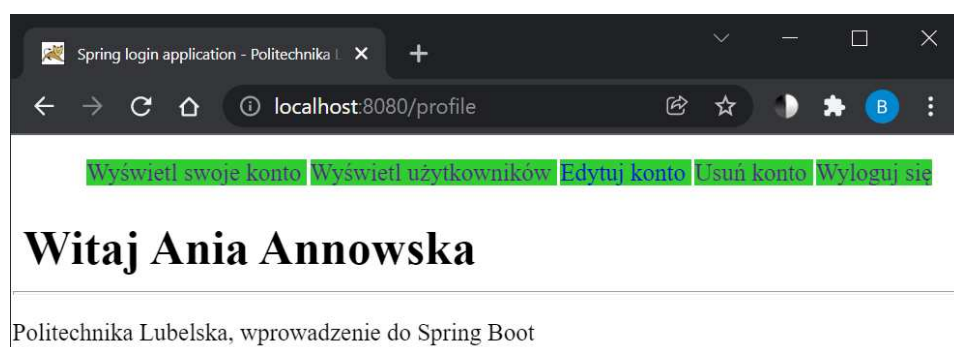 Spring login application - Politechnika L
localhost:8080/profile
B
Wyświetl swoje konto Wyświetl użytkowników Edytuj konto Usuń konto Wyloguj się
Witaj Ania Annowska
Politechnika Lubelska, wprowadzenie do Spring Boot